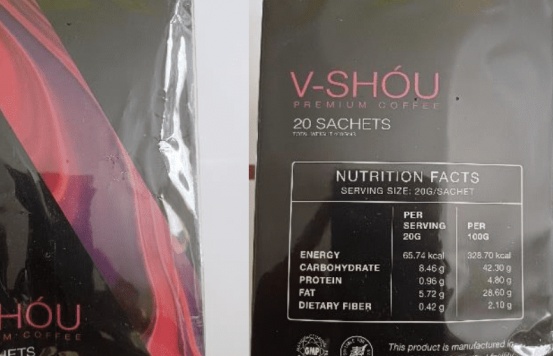 HÓU
M COFFEE
ETS
V-SHÓU
PREMIUM COFFEE
20 SACHETS
NUTRITION FACTS
SERVING SIZE: 20G/SACHET
PER SERVING 20G PER 100G
ENERGY 65.74 kcal 328.70 kcal
CARBOHYDRATE 8.46 g 42.30 g
PROTEIN 0.96 g 4.80 g
FAT 5.72 g 28.60 g
DIETARY FIBER 0.42 g 2.10 g
GMP
This product is manufactured in